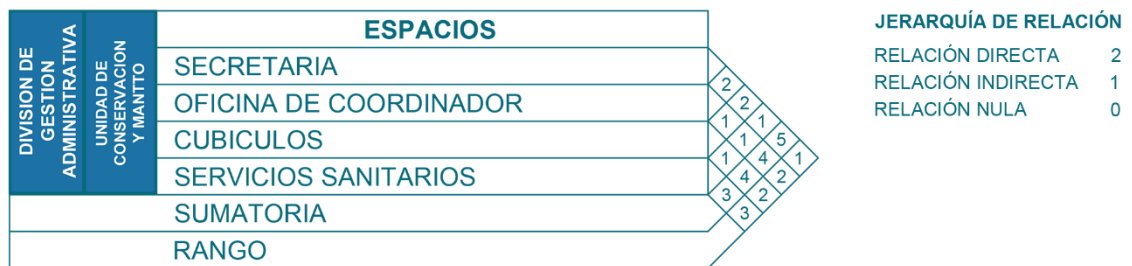 DIVISION DE
GESTION
ADMINISTRATIVA
UNIDAD DE
CONSERVACION
Y MANTTO
ESPACIOS
SECRETARIA
OFICINA DE COORDINADOR
CUBICULOS
SERVICIOS SANITARIOS
SUMATORIA
RANGO
2
2
1 1
1 5
1 4 1
4 2
3 2
3
JERARQUÍA DE RELACIÓN
RELACIÓN DIRECTA 2
RELACIÓN INDIRECTA 1
RELACIÓN NULA 0